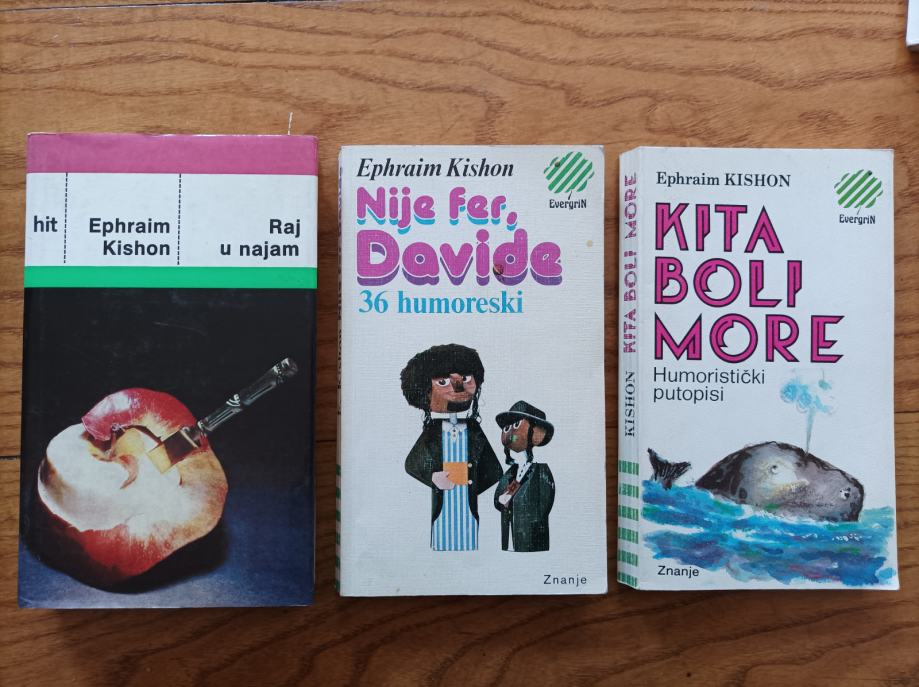 hit
Ephraim
Kishon
Raj
u najam
Ephraim Kishon
EvergriN
Nije fer,
Davide
36 humoreski
Znanje
KISHON KITA BOLI MORE
Ephraim KISHON
EvergriN
KITA
BOLI
MORE
Humoristički
putopisi
Znanje